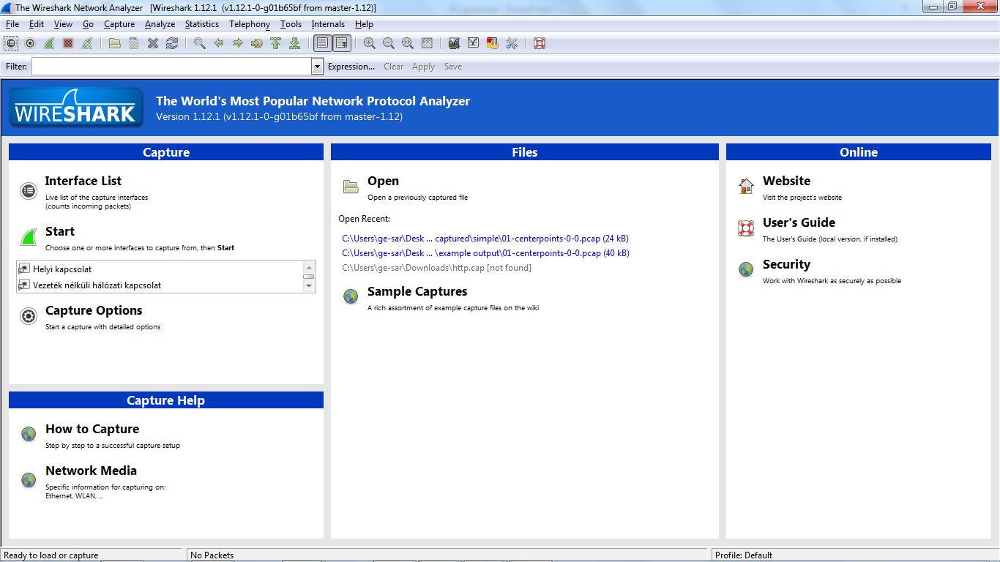 The Wireshark Network Analyzer [Wireshark 1.12.1 (v1.12.1-0-g01b65bf from master-1.12)]
File Edit View Go Capture Analyze Statistics Telephony Tools Internals Help
Filter: Expression... Clear Apply Save
WIRESHARK
The World's Most Popular Network Protocol Analyzer
Version 1.12.1 (v1.12.1-0-g01b65bf from master-1.12)
Capture
Interface List
Live list of the capture interfaces
(counts incoming packets)
Start
Choose one or more interfaces to capture from, then Start
Helyi kapcsolat
Vezeték nélküli hálózati kapcsolat
Capture Options
Start a capture with detailed options
Capture Help
How to Capture
Step by step to a successful capture setup
Network Media
Specific information for capturing on:
Ethernet, WLAN, ...
Files
Open
Open a previously captured file
Open Recent:
C:\Users\ge-sar\Desk ... captured\simple\01-centerpoints-0-0.pcap (24 kB)
C:\Users\ge-sar\Desk ... \example output\01-centerpoints-0-0.pcap (40 kB)
C:\Users\ge-sar\Downloads\http.cap [not found]
Sample Captures
A rich assortment of example capture files on the wiki
Online
Website
Visit the project's website
User's Guide
The User's Guide (local version, if installed)
Security
Work with Wireshark as securely as possible
Ready to load or capture
No Packets
Profile: Default